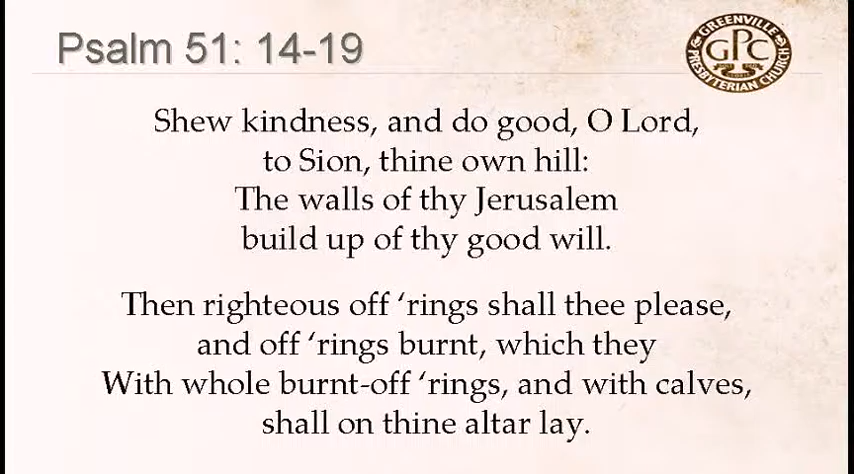 Psalm 51: 14-19
GREENVILLE
GPC
PRESBYTERIAN CHURCH
Shew kindness, and do good, O Lord,
to Sion, thine own hill:
The walls of thy Jerusalem
build up of thy good will.
Then righteous off ‘rings shall thee please,
and off ‘rings burnt, which they
With whole burnt-off ‘rings, and with calves,
shall on thine altar lay.